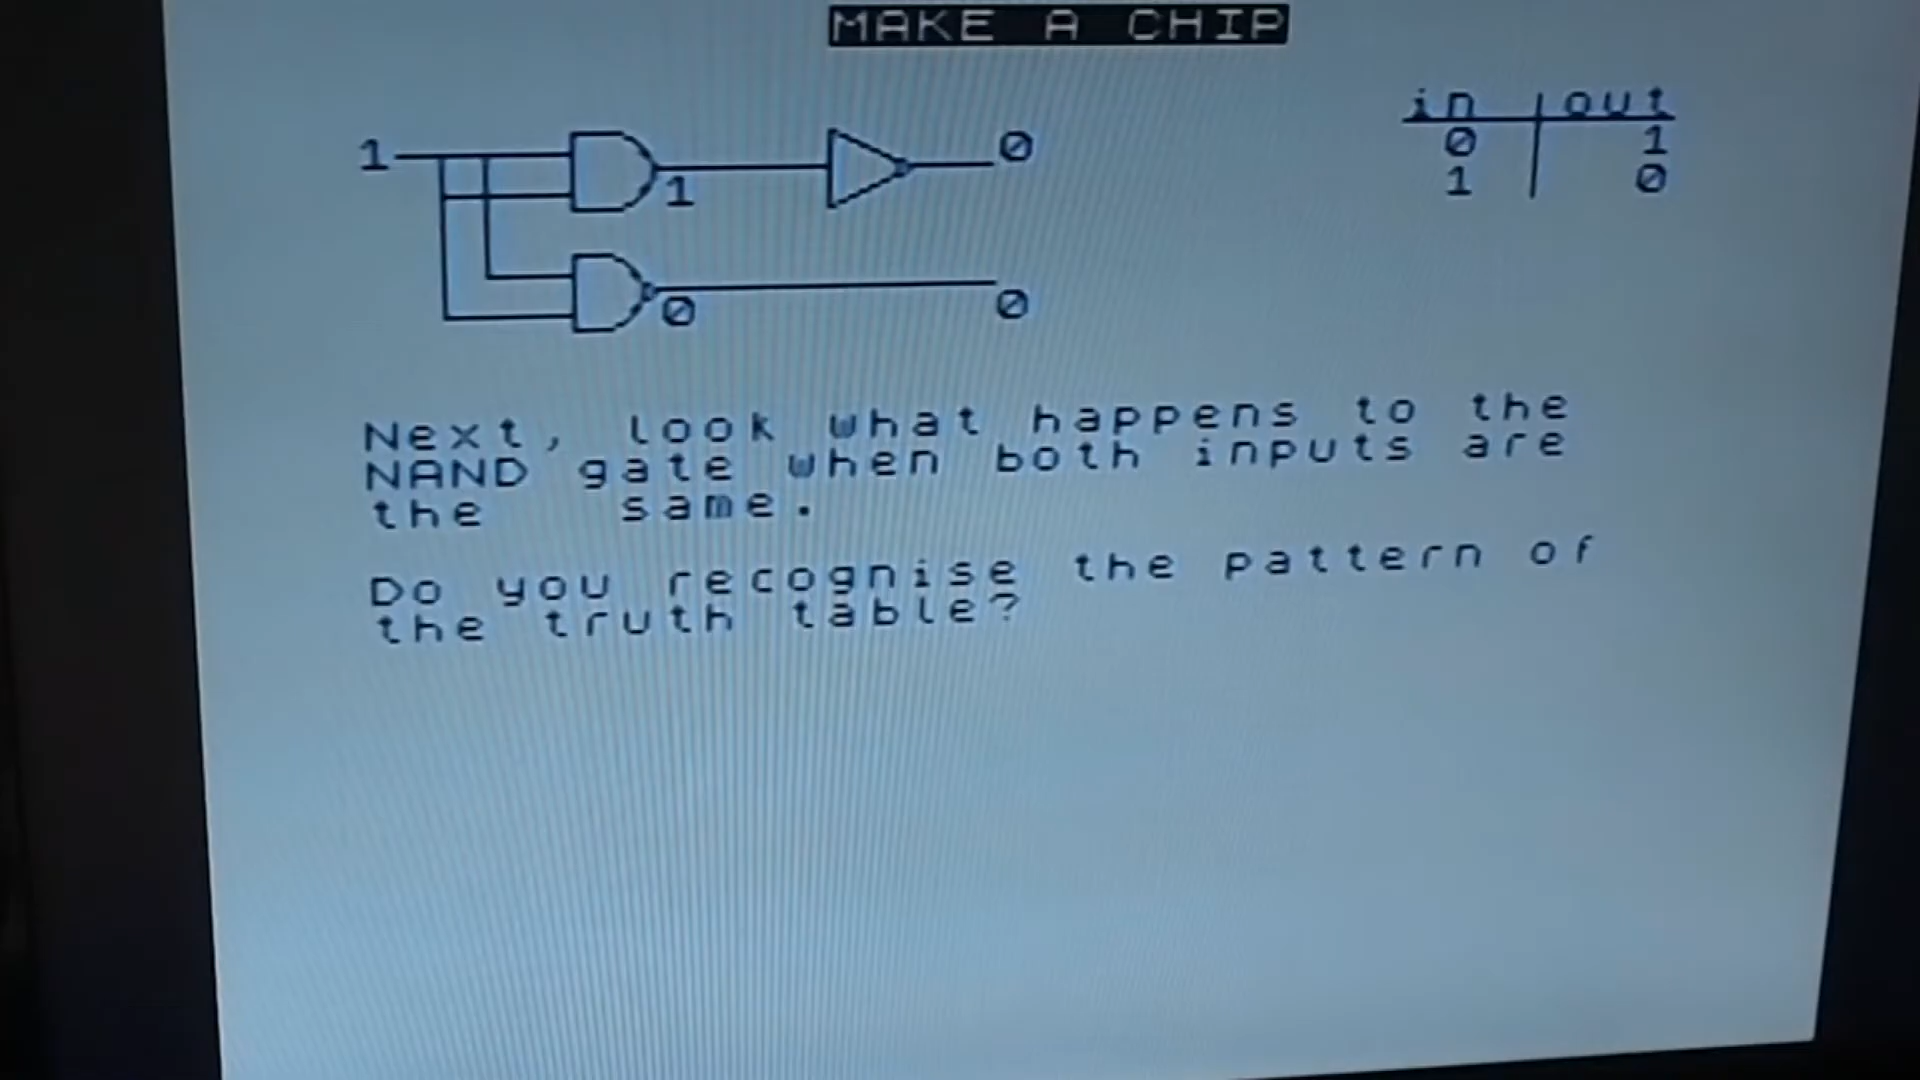 MAKE A CHIP
in out
1 0 0 1
1 1 0
0 0
Next, look what happens to the
NAND gate when both inputs are
the same.
Do you recognise the pattern of
the truth table?